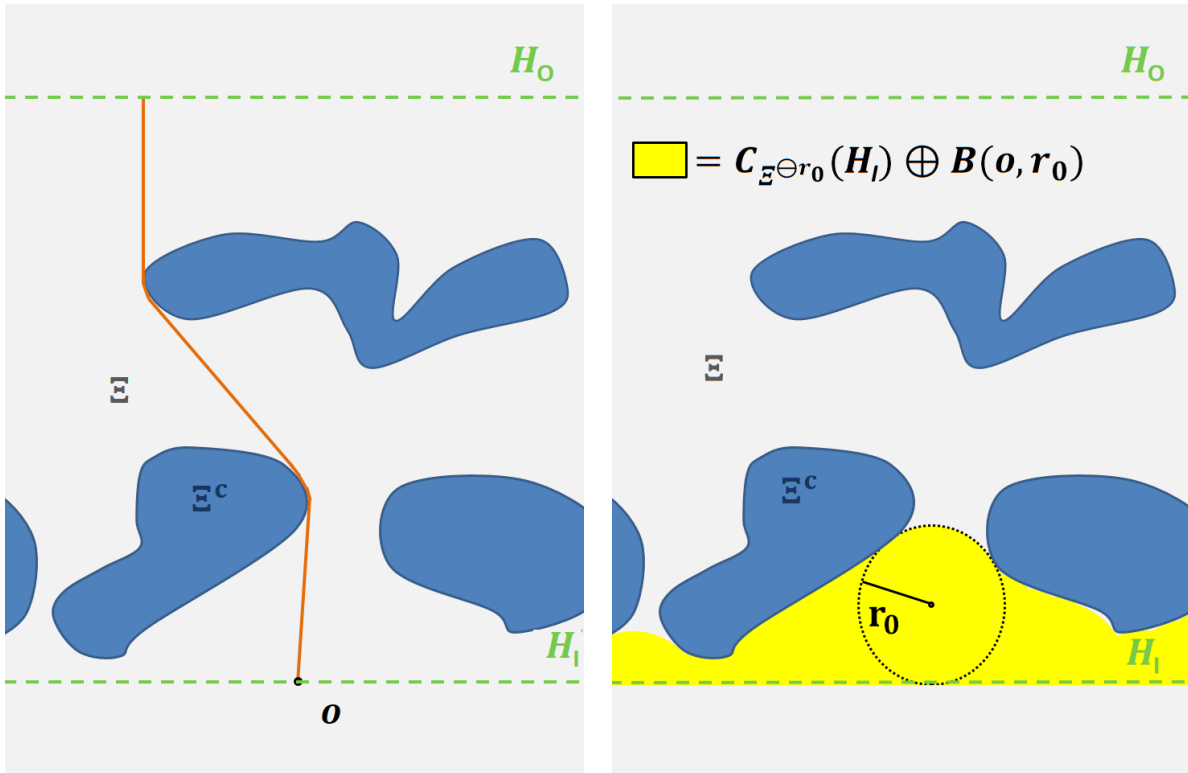 H_O
Ξ
Ξ^c
H_I
o
H_O
= C_{Ξ⊖r_0}(H_I) ⊕ B(o, r_0)
Ξ
Ξ^c
r_0
H_I